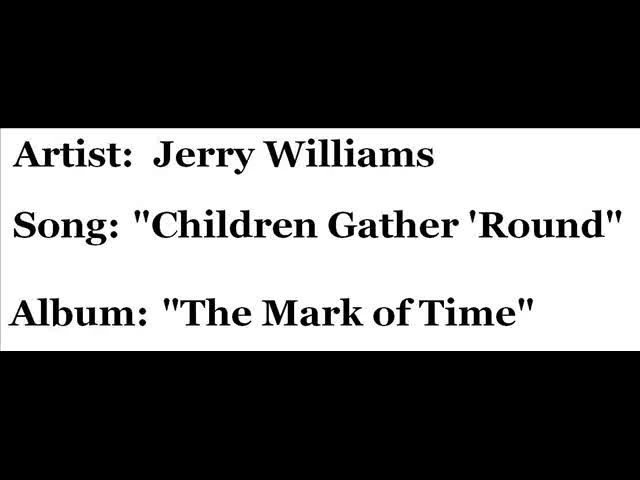 Artist: Jerry Williams
Song: "Children Gather 'Round"
Album: "The Mark of Time"